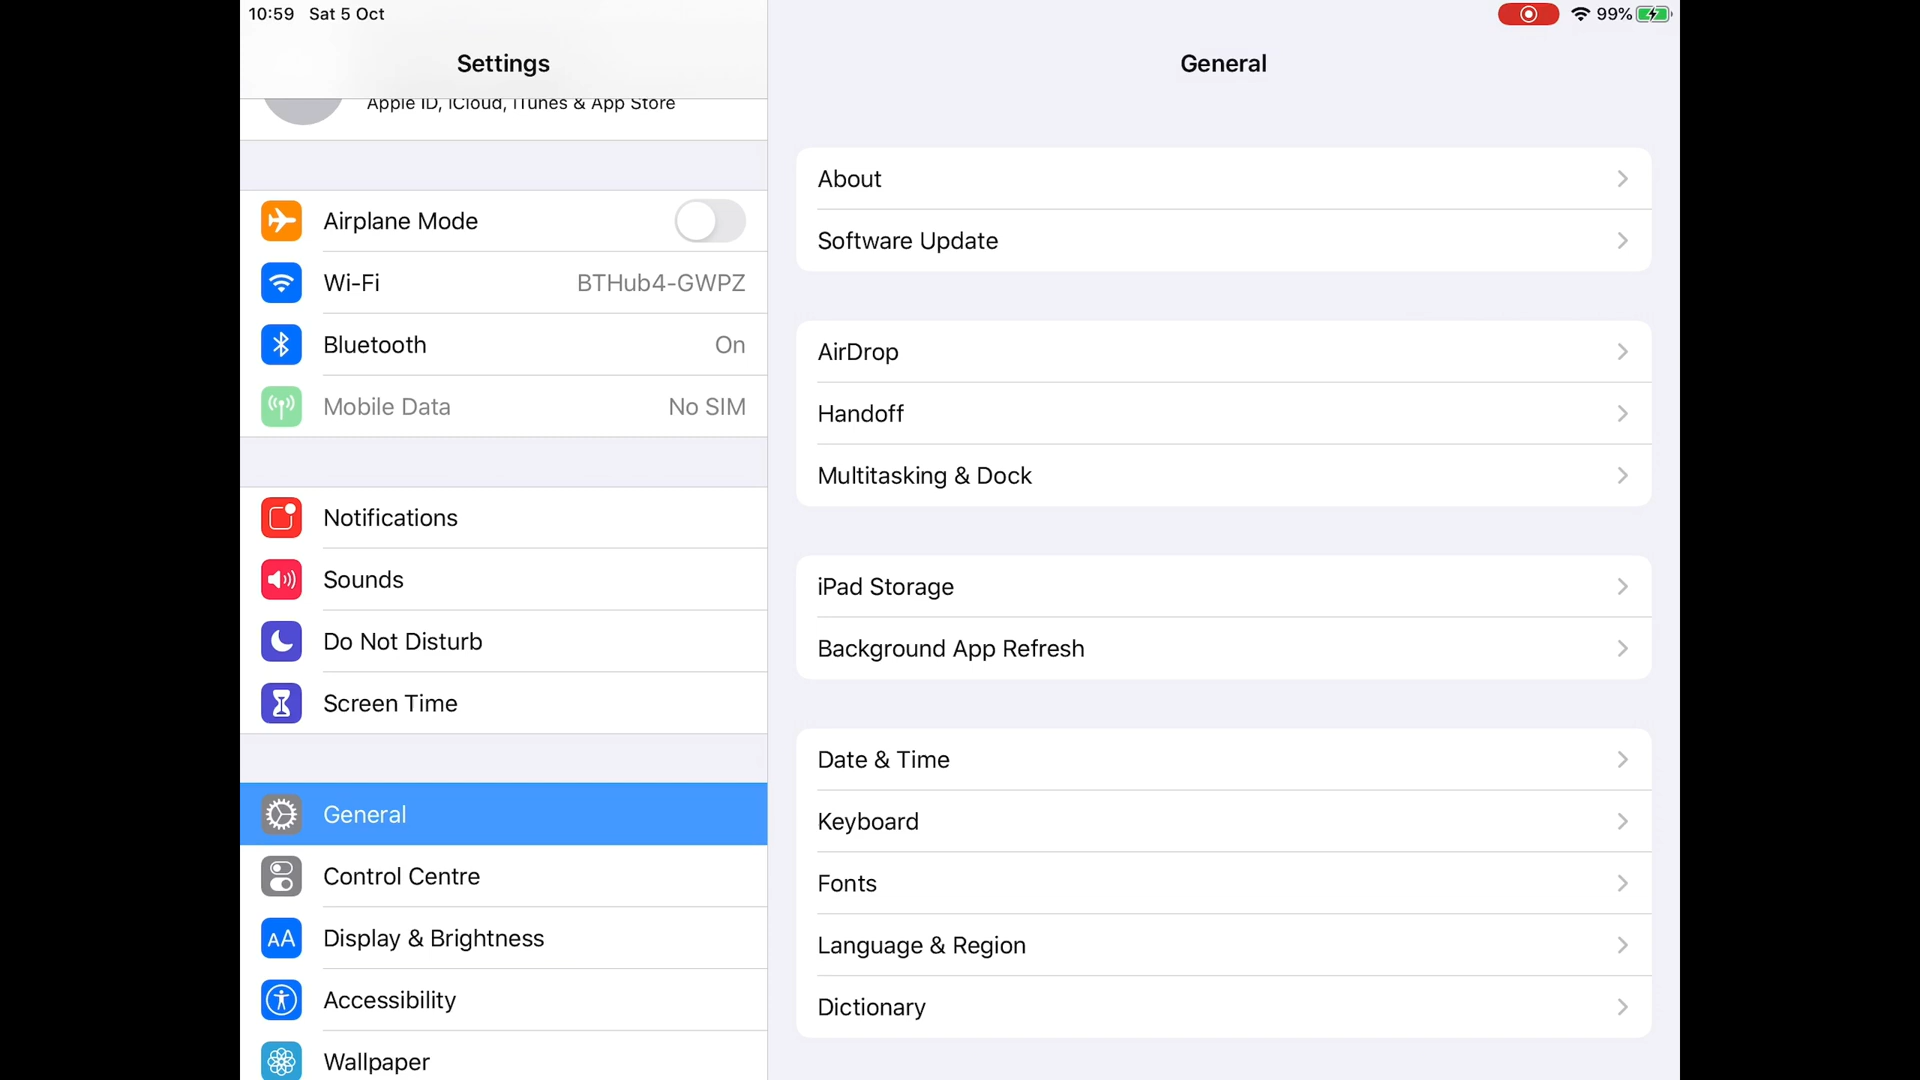 10:59 Sat 5 Oct
99%
Settings
Apple ID, iCloud, iTunes & App Store
Airplane Mode
Wi-Fi BTHub4-GWPZ
Bluetooth On
Mobile Data No SIM
Notifications
Sounds
Do Not Disturb
Screen Time
General
Control Centre
AA Display & Brightness
Accessibility
Wallpaper
General
About
Software Update
AirDrop
Handoff
Multitasking & Dock
iPad Storage
Background App Refresh
Date & Time
Keyboard
Fonts
Language & Region
Dictionary